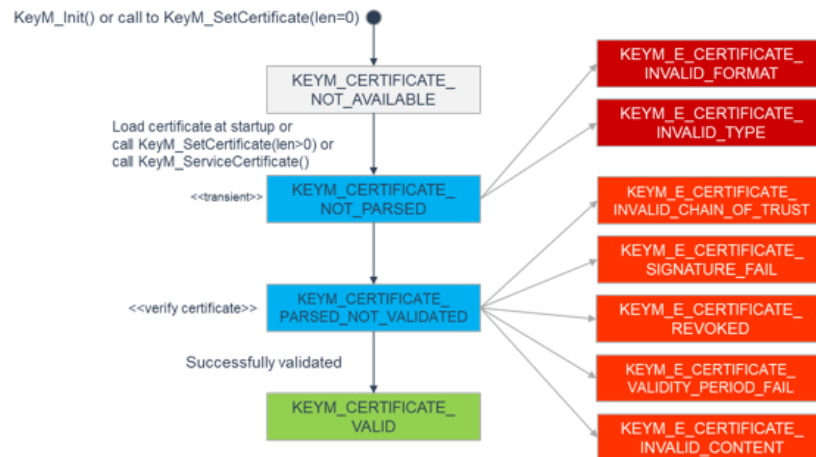 KeyM_Init() or call to KeyM_SetCertificate(len=0)
KEYM_CERTIFICATE_
NOT_AVAILABLE
Load certificate at startup or
call KeyM_SetCertificate(len>0) or
call KeyM_ServiceCertificate()
<<transient>>
KEYM_CERTIFICATE_
NOT_PARSED
<<verify certificate>>
KEYM_CERTIFICATE_
PARSED_NOT_VALIDATED
Successfully validated
KEYM_CERTIFICATE_
VALID
KEYM_E_CERTIFICATE_
INVALID_FORMAT
KEYM_E_CERTIFICATE_
INVALID_TYPE
KEYM_E_CERTIFICATE_
INVALID_CHAIN_OF_TRUST
KEYM_E_CERTIFICATE_
SIGNATURE_FAIL
KEYM_E_CERTIFICATE_
REVOKED
KEYM_E_CERTIFICATE_
VALIDITY_PERIOD_FAIL
KEYM_E_CERTIFICATE_
INVALID_CONTENT